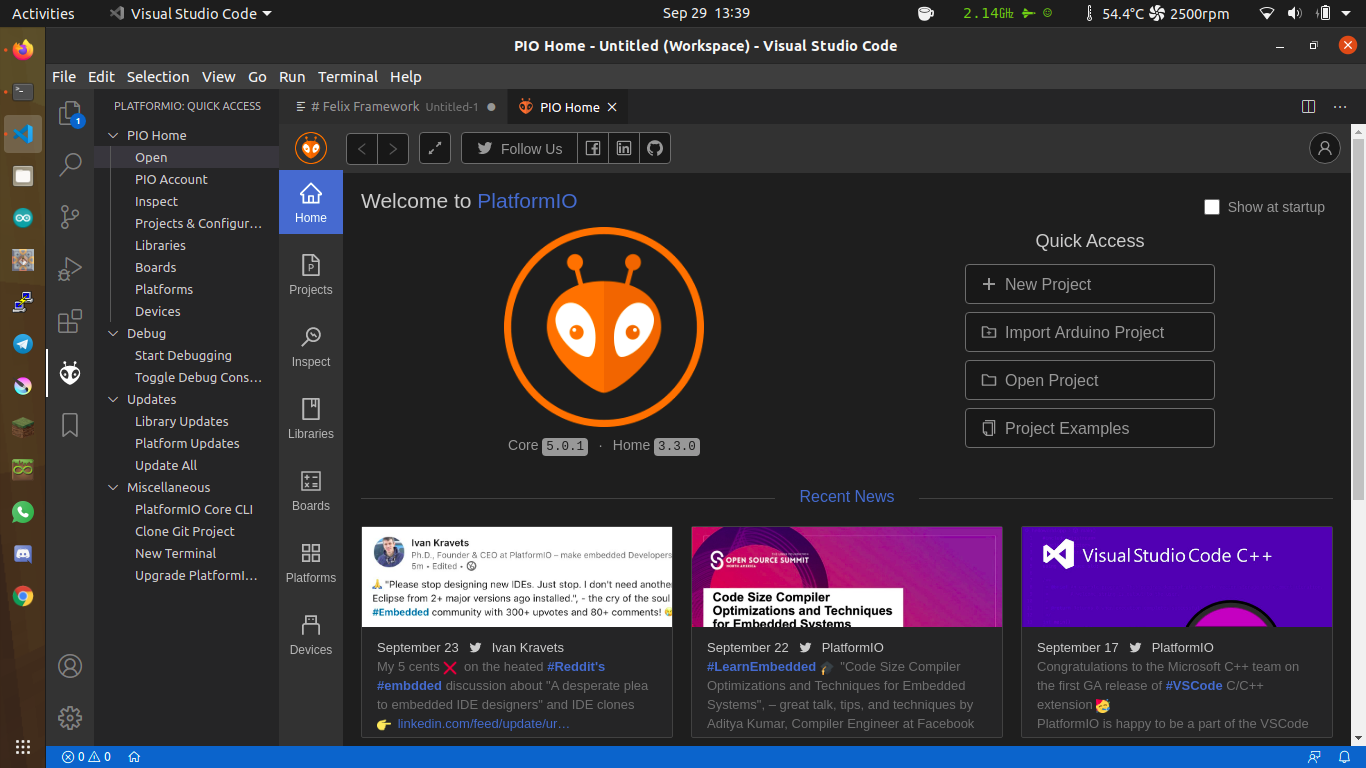 Activities Visual Studio Code Sep 29 13:39 2.14GHz 54.4°C 2500rpm
PIO Home - Untitled (Workspace) - Visual Studio Code
File Edit Selection View Go Run Terminal Help
PLATFORMIO: QUICK ACCESS
# Felix Framework Untitled-1
PIO Home
1
PIO Home
Open
PIO Account
Inspect
Projects & Configur…
Libraries
Boards
Platforms
Devices
Debug
Start Debugging
Toggle Debug Cons…
Updates
Library Updates
Platform Updates
Update All
Miscellaneous
PlatformIO Core CLI
Clone Git Project
New Terminal
Upgrade PlatformI…
Follow Us
Home
Projects
Inspect
Libraries
Boards
Platforms
Devices
Welcome to PlatformIO
Show at startup
Core 5.0.1 · Home 3.3.0
Quick Access
New Project
Import Arduino Project
Open Project
Project Examples
Recent News
Ivan Kravets
Ph.D., Founder & CEO at PlatformIO – make embedded Developers
5m • Edited •
🙏 "Please stop designing new IDEs. Just stop. I don't need another
Eclipse from 2+ major versions ago installed.", - the cry of the soul
#Embedded community with 300+ upvotes and 80+ comments!
September 23 Ivan Kravets
My 5 cents ❌ on the heated #Reddit's
#embdded discussion about "A desperate plea
to embedded IDE designers" and IDE clones
👉 linkedin.com/feed/update/ur…
OPEN SOURCE SUMMIT
NORTH AMERICA
Code Size Compiler
Optimizations and Techniques
for Embedded Systems
September 22 PlatformIO
#LearnEmbedded 🎓 "Code Size Compiler
Optimizations and Techniques for Embedded
Systems", – great talk, tips, and techniques by
Aditya Kumar, Compiler Engineer at Facebook
Visual Studio Code C++
September 17 PlatformIO
Congratulations to the Microsoft C++ team on
the first GA release of #VSCode C/C++
extension 🥳
PlatformIO is happy to be a part of the VSCode
0 0